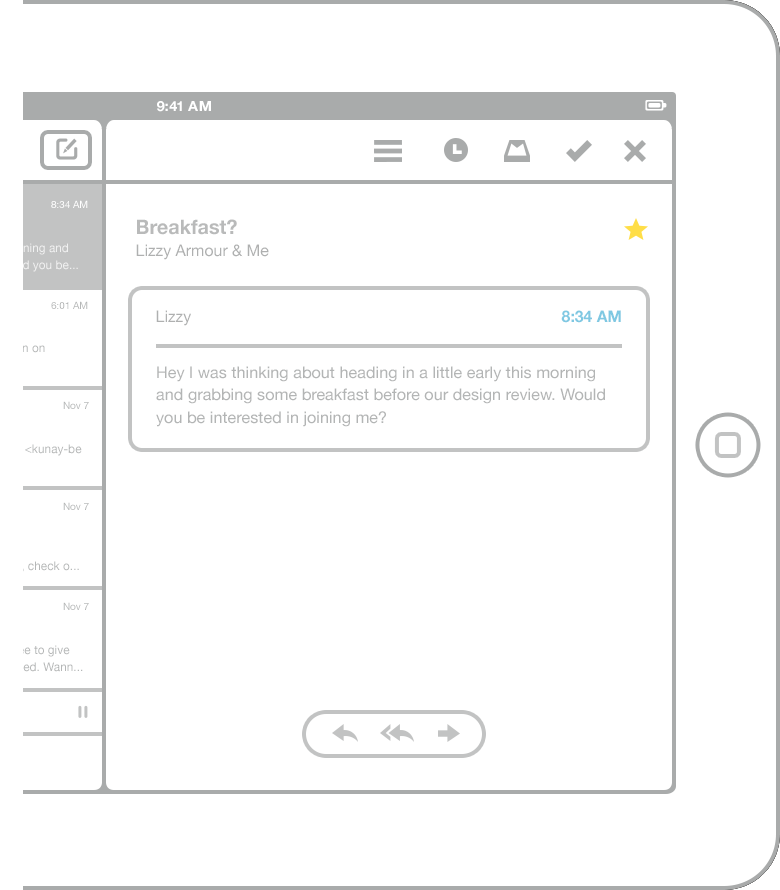 9:41 AM
8:34 AM
ning and
d you be...
6:01 AM
n on
Nov 7
<kunay-be
Nov 7
, check o...
Nov 7
e to give
ed. Wann...
Breakfast?
Lizzy Armour & Me
Lizzy
8:34 AM
Hey I was thinking about heading in a little early this morning
and grabbing some breakfast before our design review. Would
you be interested in joining me?